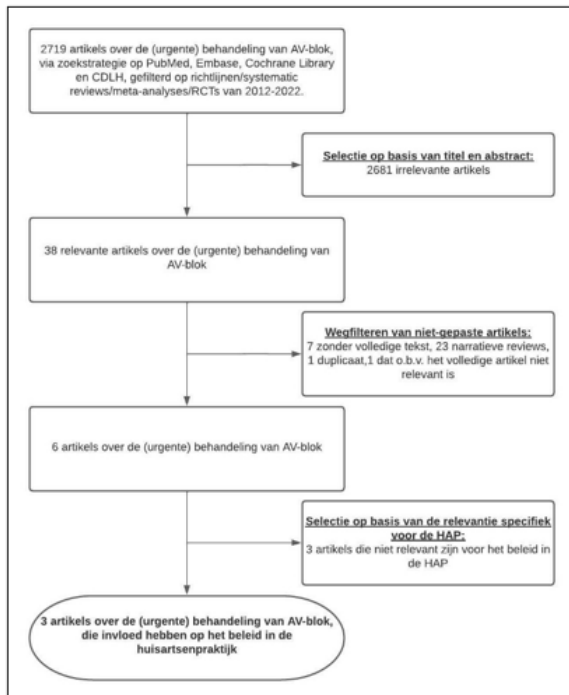 2719 artikels over de (urgente) behandeling van AV-blok,
via zoekstrategie op PubMed, Embase, Cochrane Library
en CDLH, gefilterd op richtlijnen/systematic
reviews/meta-analyses/RCTs van 2012-2022.
Selectie op basis van titel en abstract:
2681 irrelevante artikels
38 relevante artikels over de (urgente) behandeling van
AV-blok
Wegfilteren van niet-gepaste artikels:
7 zonder volledige tekst, 23 narratieve reviews,
1 duplicaat,1 dat o.b.v. het volledige artikel niet
relevant is
6 artikels over de (urgente) behandeling van AV-blok
Selectie op basis van de relevantie specifiek
voor de HAP:
3 artikels die niet relevant zijn voor het beleid in
de HAP
3 artikels over de (urgente) behandeling van AV-blok,
die invloed hebben op het beleid in de
huisartsenpraktijk